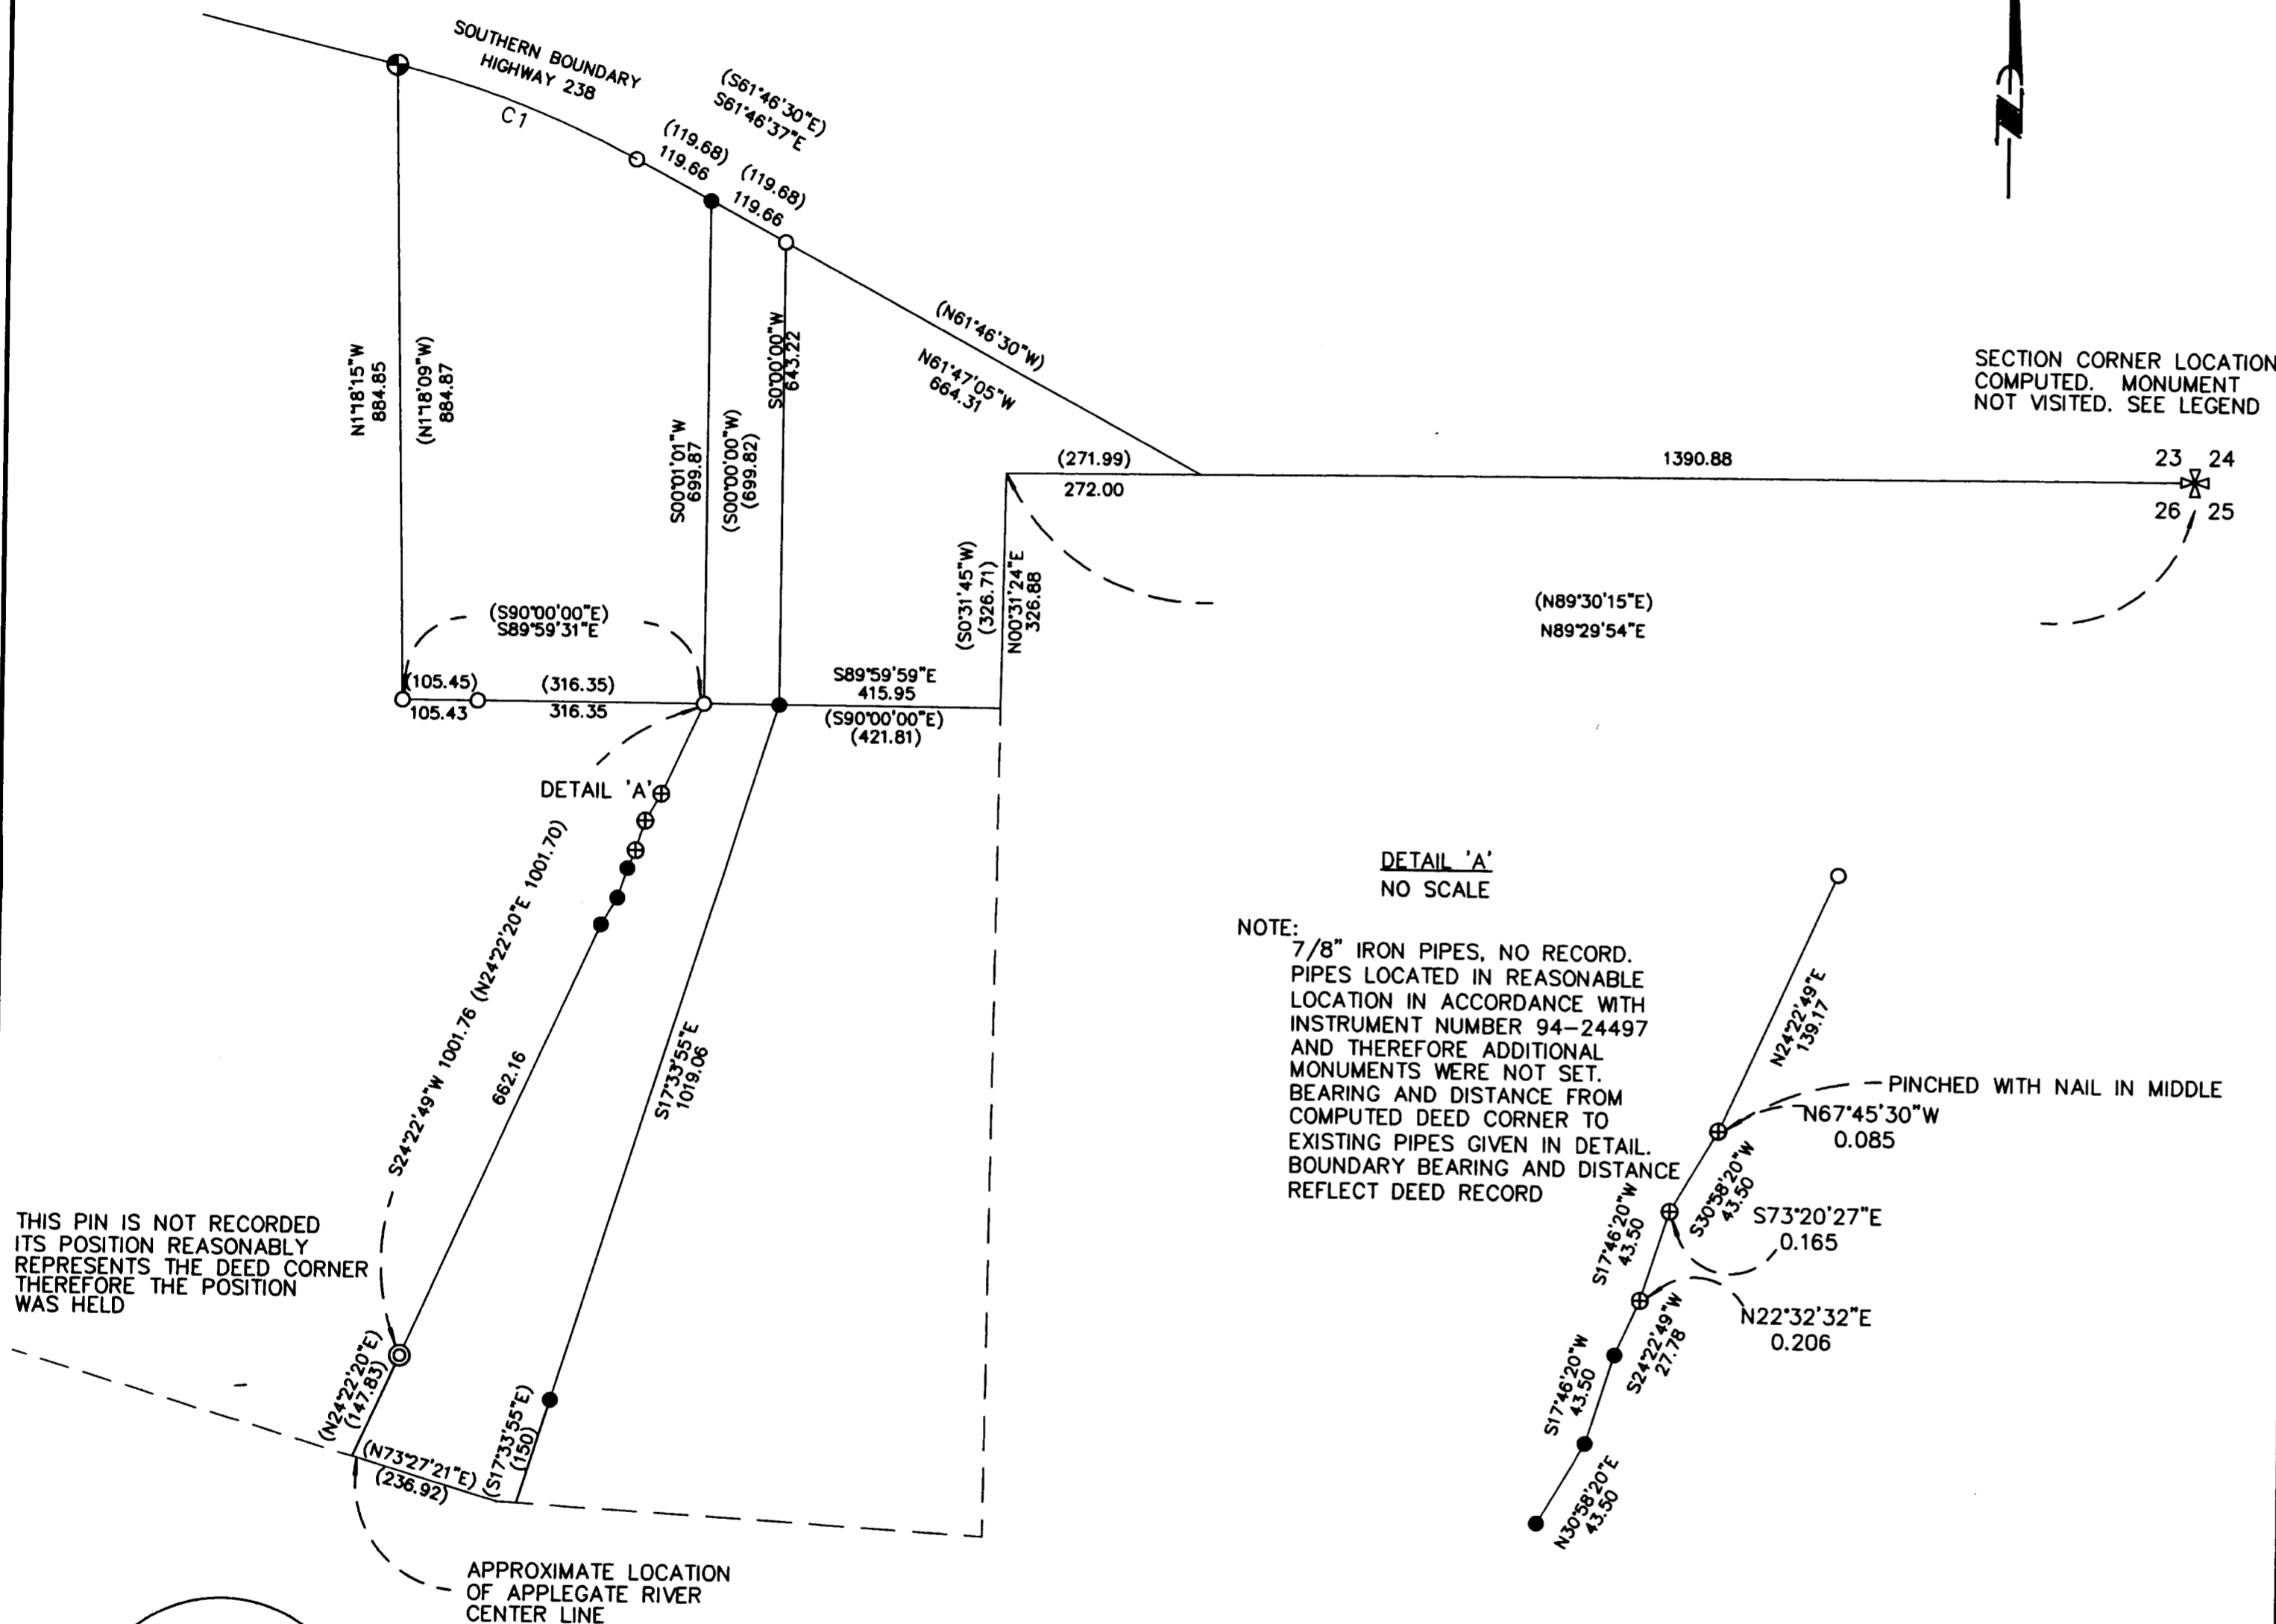 SOUTHERN BOUNDARY
HIGHWAY 238
C1
(S61°46'30"E)
S61°46'37"E
(119.68)
119.66
(119.68)
119.66
N1°18'15"W
884.85
(N1°18'09"W)
884.87
S00°01'01"W
699.87
(S00°00'00"W)
(699.82)
S0°00'00"W
643.22
(N61°46'30"W)
N61°47'05"W
664.31
(271.99)
272.00
1390.88
SECTION CORNER LOCATION
COMPUTED. MONUMENT
NOT VISITED. SEE LEGEND
23 24
26 25
(S0°31'45"W)
(326.71)
N00°31'24"E
326.88
(N89°30'15"E)
N89°29'54"E
(S90°00'00"E)
S89°59'31"E
(105.45)
105.43
(316.35)
316.35
S89°59'59"E
415.95
(S90°00'00"E)
(421.81)
DETAIL 'A'
S24°22'49"W 1001.76 (N24°22'20"E 1001.70)
662.16
S17°33'55"E
1019.06
THIS PIN IS NOT RECORDED
ITS POSITION REASONABLY
REPRESENTS THE DEED CORNER
THEREFORE THE POSITION
WAS HELD
(N24°22'20"E)
(147.83)
(N73°27'21"E)
(236.92)
(S17°33'55"E)
(150)
APPROXIMATE LOCATION
OF APPLEGATE RIVER
CENTER LINE
DETAIL 'A'
NO SCALE
NOTE:
7/8" IRON PIPES, NO RECORD.
PIPES LOCATED IN REASONABLE
LOCATION IN ACCORDANCE WITH
INSTRUMENT NUMBER 94-24497
AND THEREFORE ADDITIONAL
MONUMENTS WERE NOT SET.
BEARING AND DISTANCE FROM
COMPUTED DEED CORNER TO
EXISTING PIPES GIVEN IN DETAIL.
BOUNDARY BEARING AND DISTANCE
REFLECT DEED RECORD
N24°22'49"E
139.17
PINCHED WITH NAIL IN MIDDLE
N67°45'30"W
0.085
S30°58'20"W
43.50
S73°20'27"E
0.165
S17°46'20"W
43.50
N22°32'32"E
0.206
S24°22'49"W
27.78
S17°46'20"W
43.50
N30°58'20"E
43.50
N